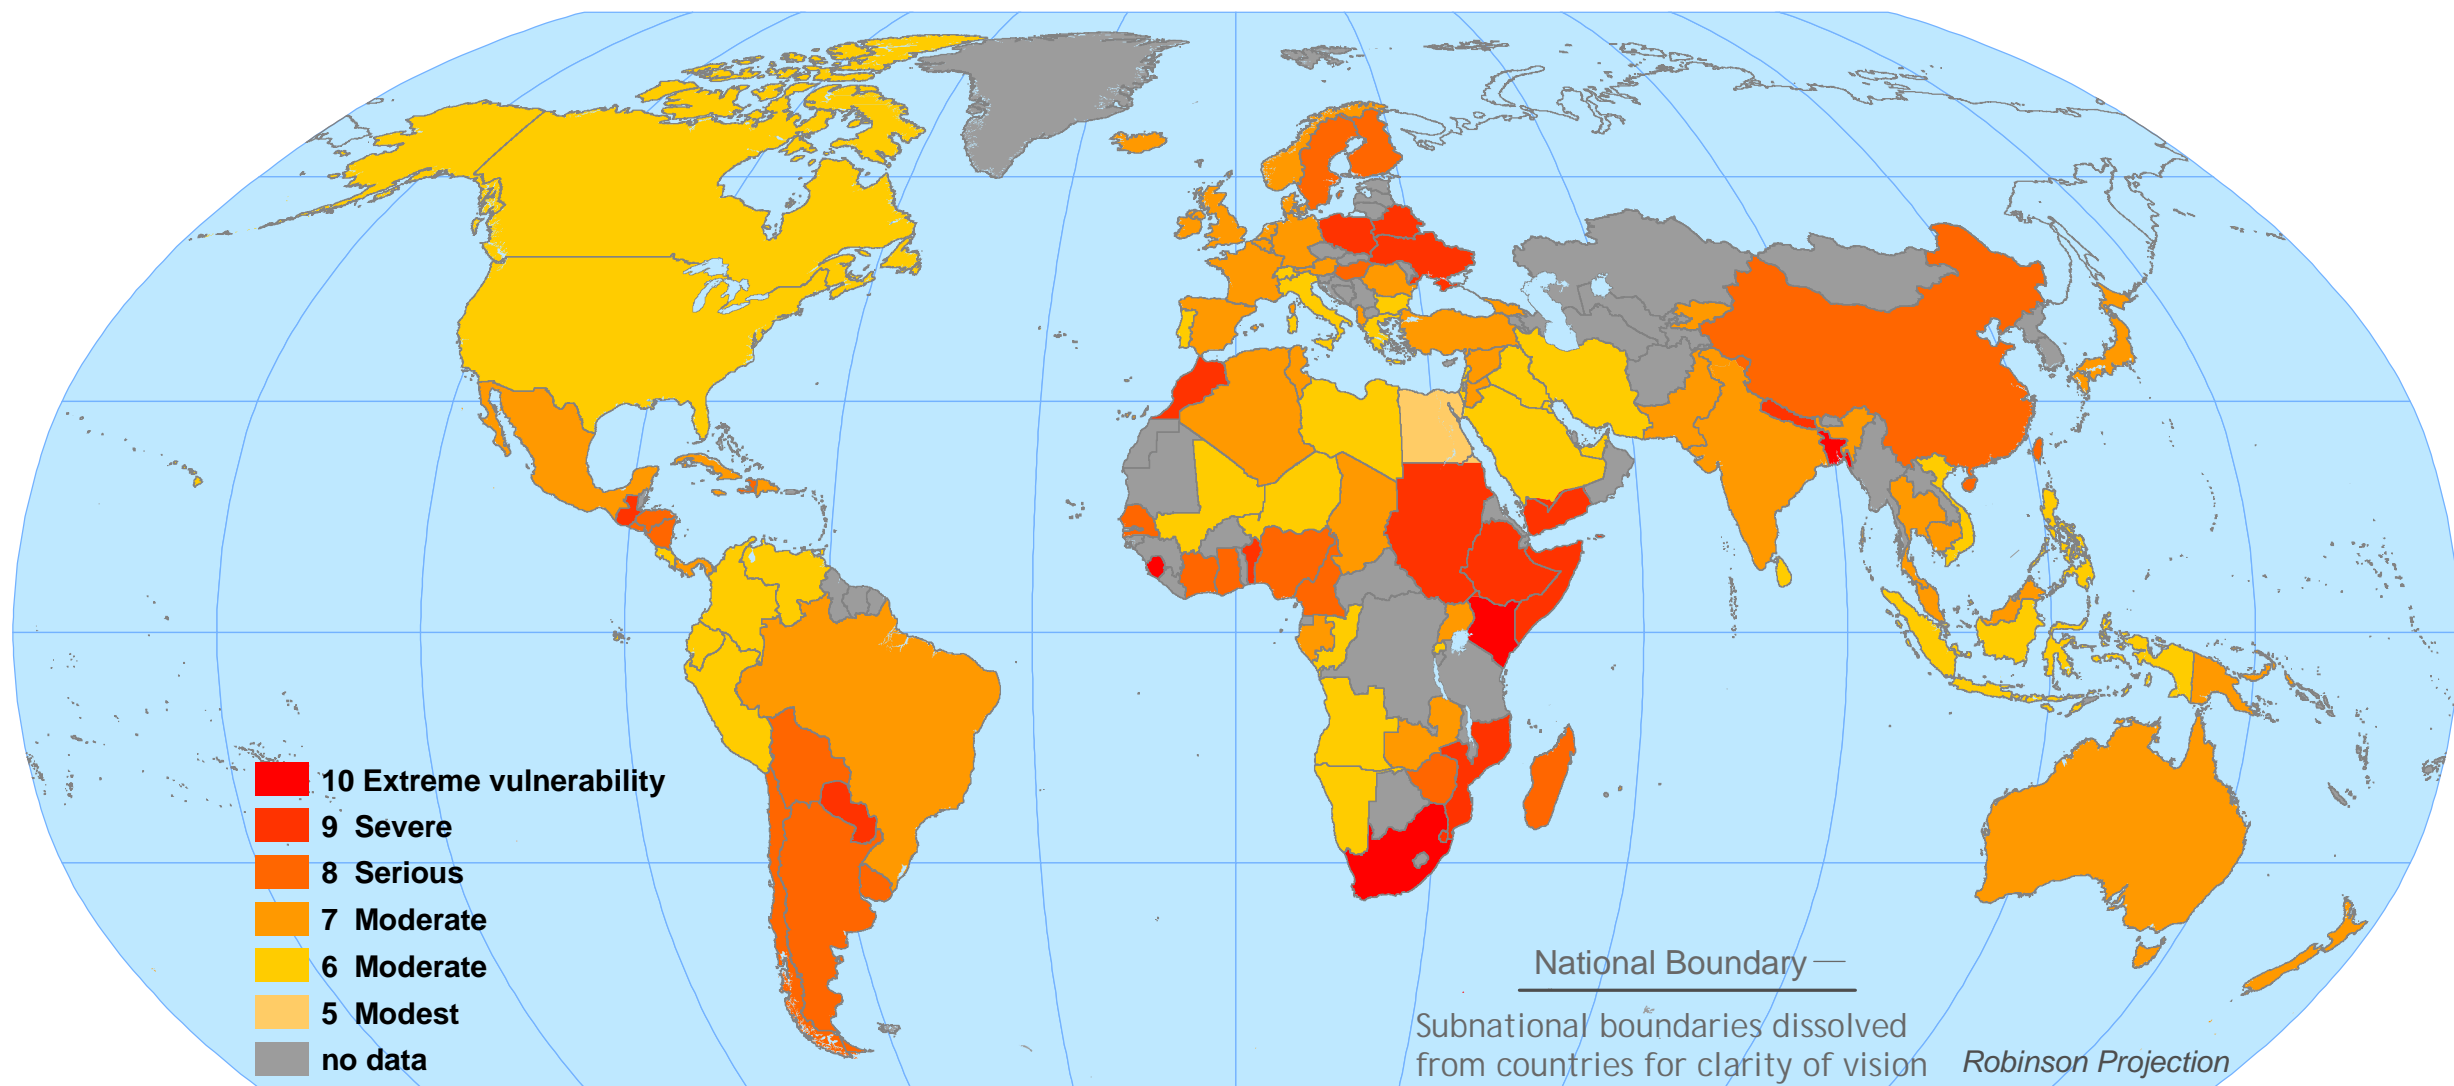 10 Extreme vulnerability
9 Severe
8 Serious
7 Moderate
6 Moderate
5 Modest
no data
National Boundary
Subnational boundaries dissolved
from countries for clarity of vision
Robinson Projection